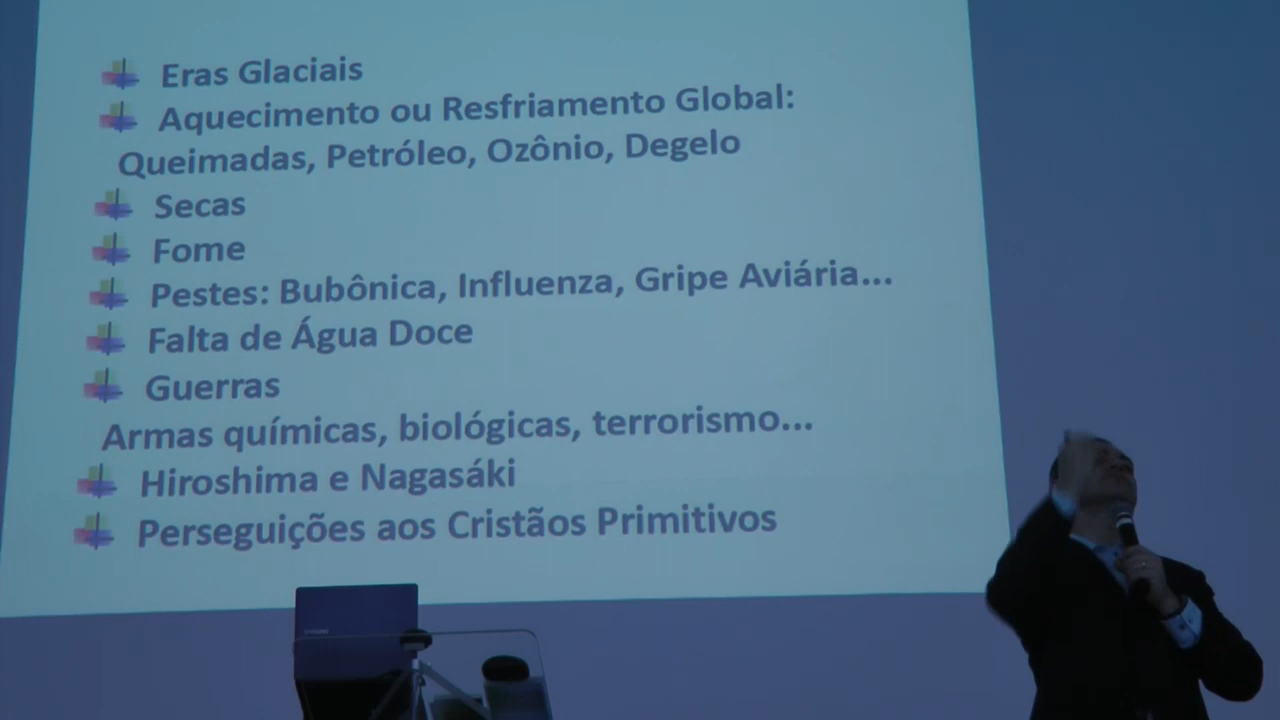 Eras Glaciais
Aquecimento ou Resfriamento Global:
Queimadas, Petróleo, Ozônio, Degelo
Secas
Fome
Pestes: Bubônica, Influenza, Gripe Aviária...
Falta de Água Doce
Guerras
Armas químicas, biológicas, terrorismo...
Hiroshima e Nagasáki
Perseguições aos Cristãos Primitivos